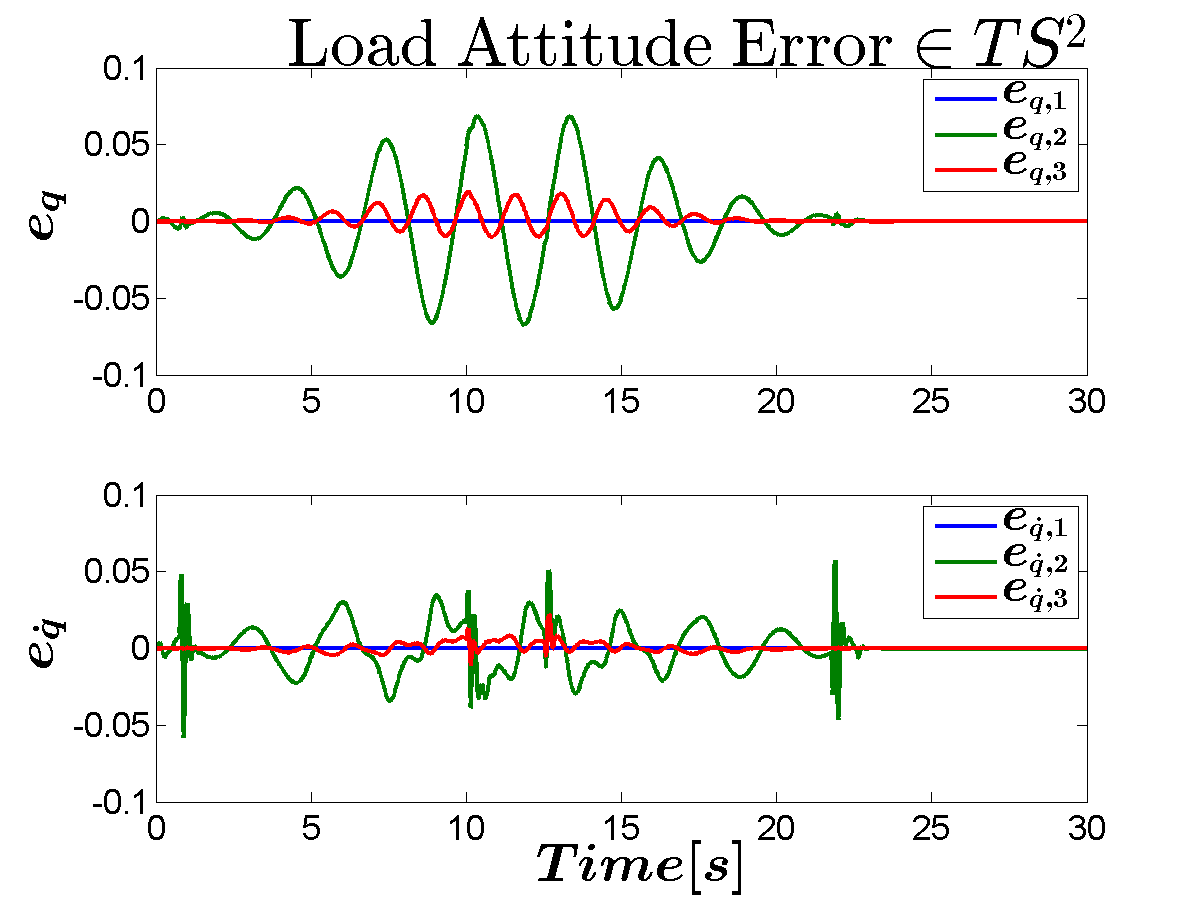 Load Attitude Error ∈ TS²
0.1
0.05
0
-0.05
-0.1
e_q
e_{q,1}
e_{q,2}
e_{q,3}
0 5 10 15 20 25 30
0.1
0.05
0
-0.05
-0.1
e_{q̇}
e_{q̇,1}
e_{q̇,2}
e_{q̇,3}
0 5 10 15 20 25 30
Time[s]